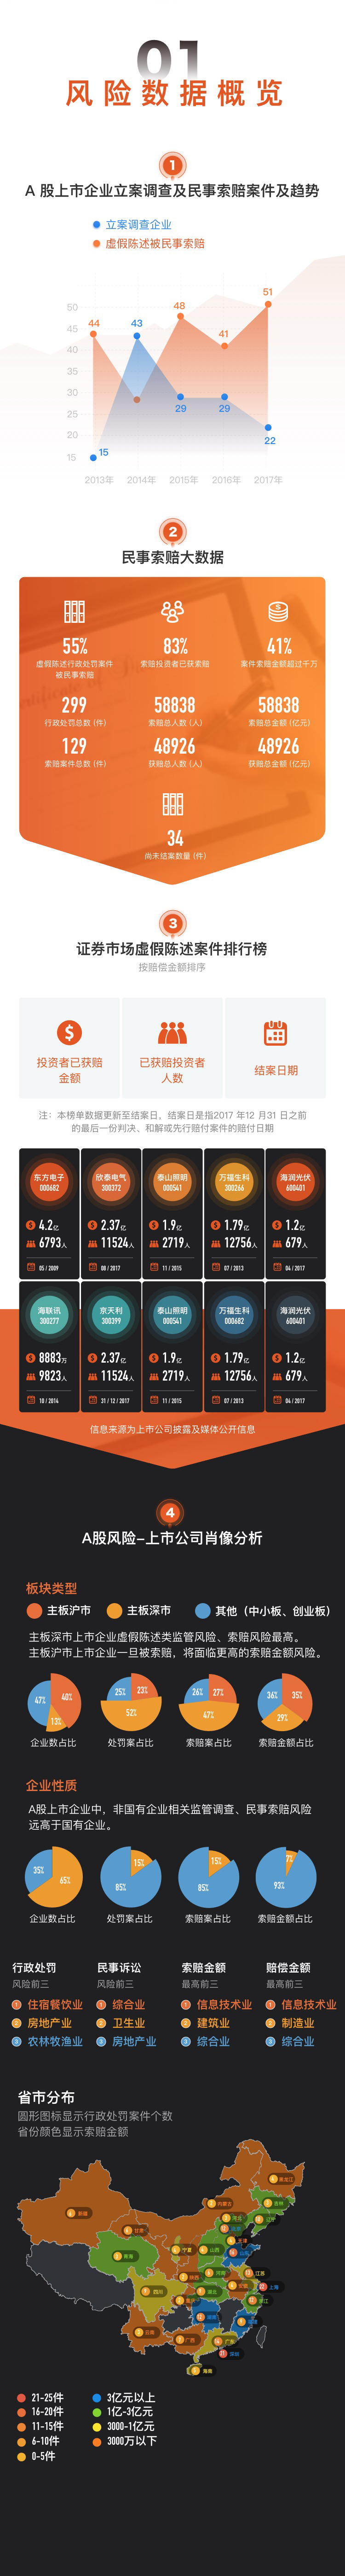 01
风险数据概览
1
A 股上市企业立案调查及民事索赔案件及趋势
立案调查企业
虚假陈述被民事索赔
50
45
40
35
30
25
20
15
44
43
48
41
51
15
29
29
22
2013年 2014年 2015年 2016年 2017年
2
民事索赔大数据
55% 83% 41%
虚假陈述行政处罚案件 索赔投资者已获索赔 案件索赔金额超过千万
被民事索赔
299 58838 58838
行政处罚总数 (件) 索赔总人数 (人) 索赔总金额 (亿元)
129 48926 48926
索赔案件总数 (件) 获赔总人数 (人) 获赔总金额 (亿元)
34
尚未结案数量 (件)
3
证券市场虚假陈述案件排行榜
按赔偿金额排序
投资者已获赔 已获赔投资者 结案日期
金额 人数
注：本榜单数据更新至结案日，结案日是指2017 年12 月31 日之前
的最后一份判决、和解或先行赔付案件的赔付日期
东方电子 欣泰电气 泰山照明 万福生科 海润光伏
000682 300372 000541 300266 600401
4.2亿 2.37亿 1.9亿 1.79亿 1.2亿
6793人 11524人 2719人 12756人 679人
05 / 2009 08 / 2017 11 / 2015 07 / 2013 04 / 2017
海联讯 京天利 泰山照明 万福生科 海润光伏
300277 300399 000541 000682 600401
8883万 2.37亿 1.9亿 1.79亿 1.2亿
9823人 11524人 2719人 12756人 679人
10 / 2014 31 / 12 / 2017 11 / 2015 07 / 2013 04 / 2017
信息来源为上市公司披露及媒体公开信息
4
A股风险-上市公司肖像分析
板块类型
主板沪市 主板深市 其他（中小板、创业板）
主板深市上市企业虚假陈述类监管风险、索赔风险最高。
主板沪市上市企业一旦被索赔，将面临更高的索赔金额风险。
47% 40% 13%
25% 23% 52%
26% 27% 47%
36% 35% 29%
企业数占比 处罚案占比 索赔案占比 索赔金额占比
企业性质
A股上市企业中，非国有企业相关监管调查、民事索赔风险
远高于国有企业。
35% 65%
15% 85%
15% 85%
7% 93%
企业数占比 处罚案占比 索赔案占比 索赔金额占比
行政处罚 民事诉讼 索赔金额 赔偿金额
风险前三 风险前三 最高前三 最高前三
1 住宿餐饮业 1 综合业 1 信息技术业 1 信息技术业
2 房地产业 2 卫生业 2 建筑业 2 制造业
3 农林牧渔业 3 房地产业 3 综合业 3 综合业
省市分布
圆形图标显示行政处罚案件个数
省份颜色显示索赔金额
黑龙江
内蒙古
吉林
新疆
辽宁
甘肃
宁夏
山西
青海
陕西
河南
江苏
安徽
上海
四川
湖北
浙江
云南
广西
广东
海南
21-25件 3亿元以上
16-20件 1亿-3亿元
11-15件 3000-1亿元
6-10件 3000万以下
0-5件